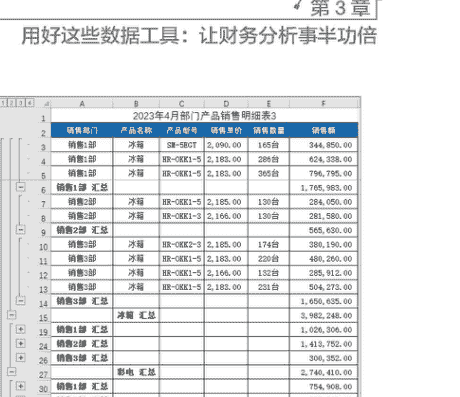 第3章
用好这些数据工具：让财务分析事半功倍
1 2 3 4 A B C D E F
1 2023年4月部门产品销售明细表3
2 销售部门 产品名称 产品型号 销售单价 销售数量 销售额
3 销售1部 冰箱 SM-5EGT 2,090.00 165台 344,850.00
4 销售1部 冰箱 HR-OKK1-5 2,183.00 286台 624,338.00
5 销售1部 冰箱 HR-OKK1-5 2,183.00 365台 796,795.00
6 销售1部 汇总 1,765,983.00
7 销售2部 冰箱 HR-OKK1-5 2,185.00 130台 284,050.00
8 销售2部 冰箱 HR-OKK1-3 2,166.00 130台 281,580.00
9 销售2部 汇总 565,630.00
10 销售3部 冰箱 HR-OKK2-3 2,185.00 174台 380,190.00
11 销售3部 冰箱 HR-OKK1-5 2,183.00 220台 480,260.00
12 销售3部 冰箱 HR-OKK1-5 2,166.00 132台 285,912.00
13 销售3部 冰箱 HR-OKK1-5 2,183.00 231台 504,273.00
14 销售3部 汇总 1,650,635.00
15 冰箱 汇总 3,982,248.00
19 销售1部 汇总 1,026,306.00
24 销售2部 汇总 1,413,752.00
26 销售3部 汇总 300,352.00
27 彩电 汇总 2,740,410.00
30 销售1部 汇总 754,908.00